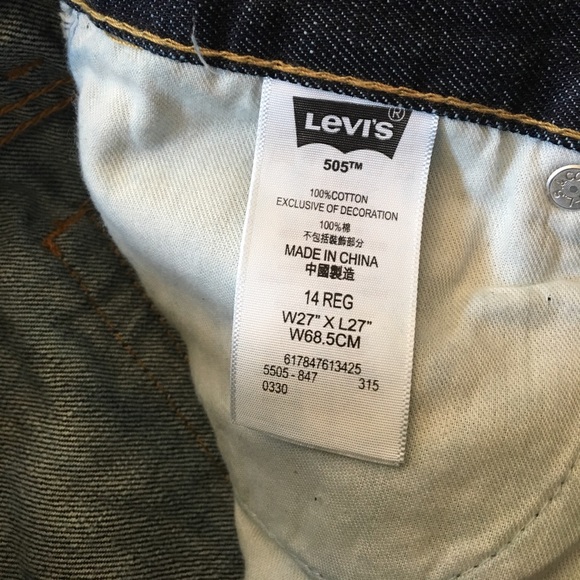 Levi's®
505™
100%COTTON
EXCLUSIVE OF DECORATION
100%棉
不包括裝飾部分
MADE IN CHINA
中國製造
14 REG
W27" X L27"
W68.5CM
617847613425
5505 - 847 315
0330